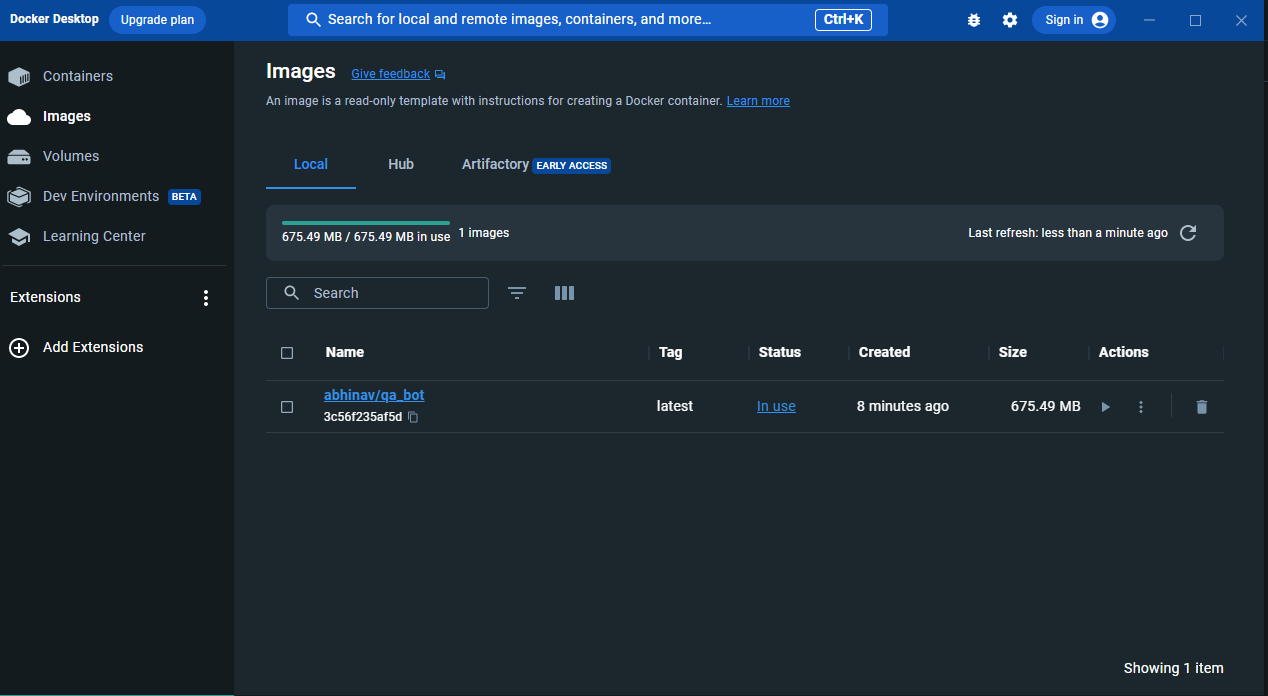 Docker Desktop Upgrade plan Search for local and remote images, containers, and more... Ctrl+K Sign in
Containers
Images
Volumes
Dev Environments BETA
Learning Center
Extensions
Add Extensions
Images Give feedback
An image is a read-only template with instructions for creating a Docker container. Learn more
Local Hub Artifactory EARLY ACCESS
675.49 MB / 675.49 MB in use 1 images Last refresh: less than a minute ago
Search
Name Tag Status Created Size Actions
abhinav/qa_bot
3c56f235af5d
latest In use 8 minutes ago 675.49 MB
Showing 1 item